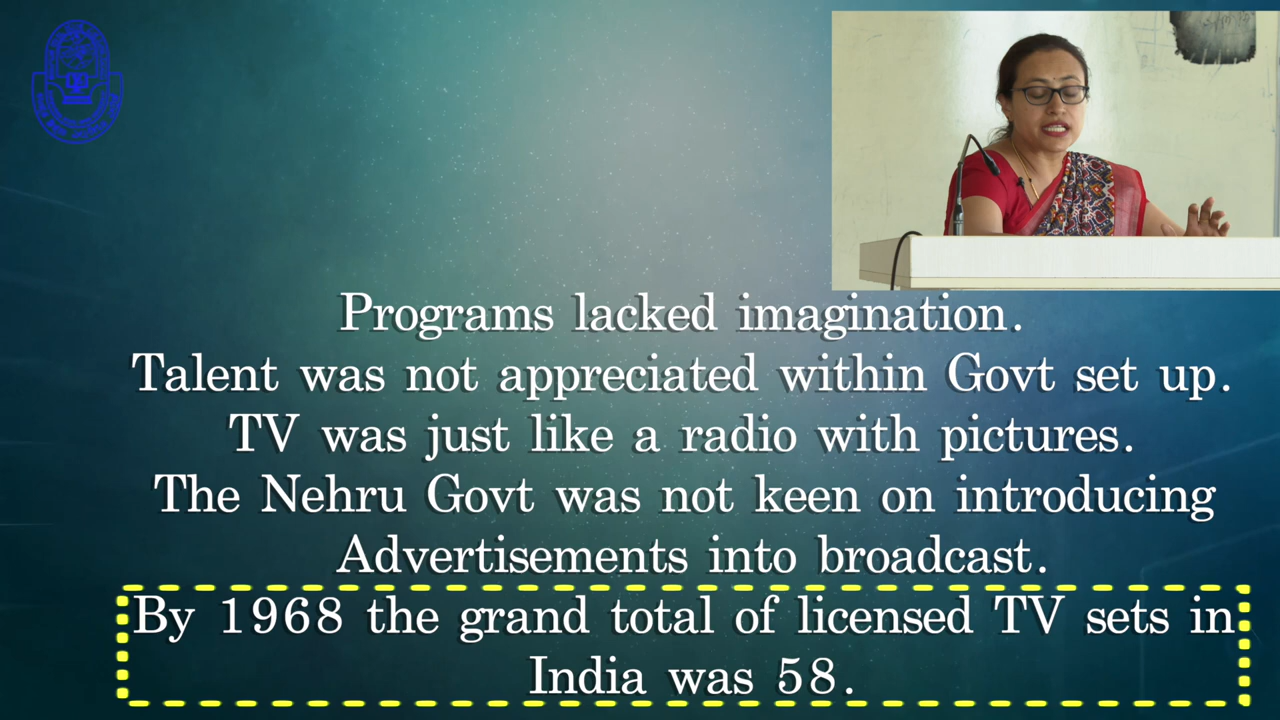 Programs lacked imagination.
Talent was not appreciated within Govt set up.
TV was just like a radio with pictures.
The Nehru Govt was not keen on introducing
Advertisements into broadcast.
By 1968 the grand total of licensed TV sets in
India was 58.